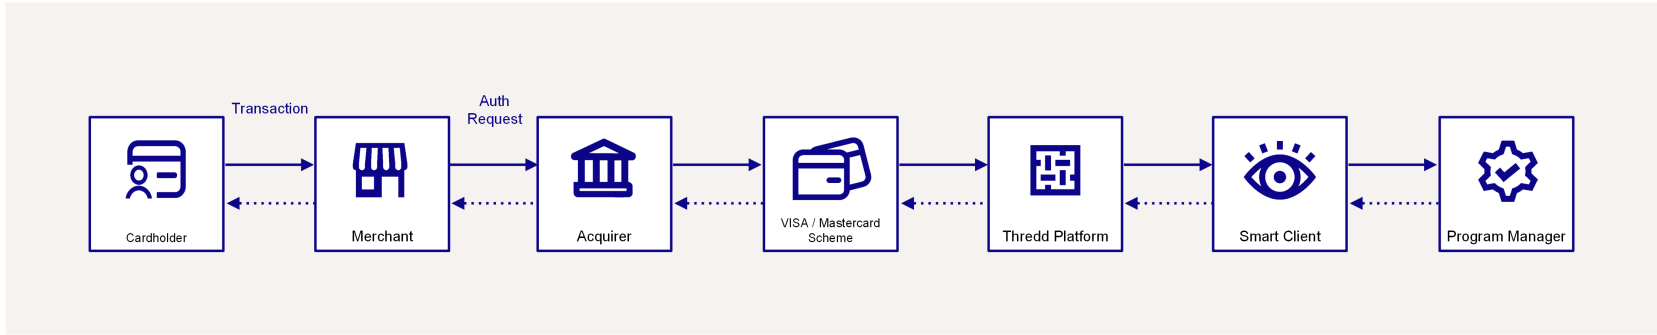 Transaction
Auth
Request
Cardholder
Merchant
Acquirer
VISA / Mastercard
Scheme
Thredd Platform
Smart Client
Program Manager